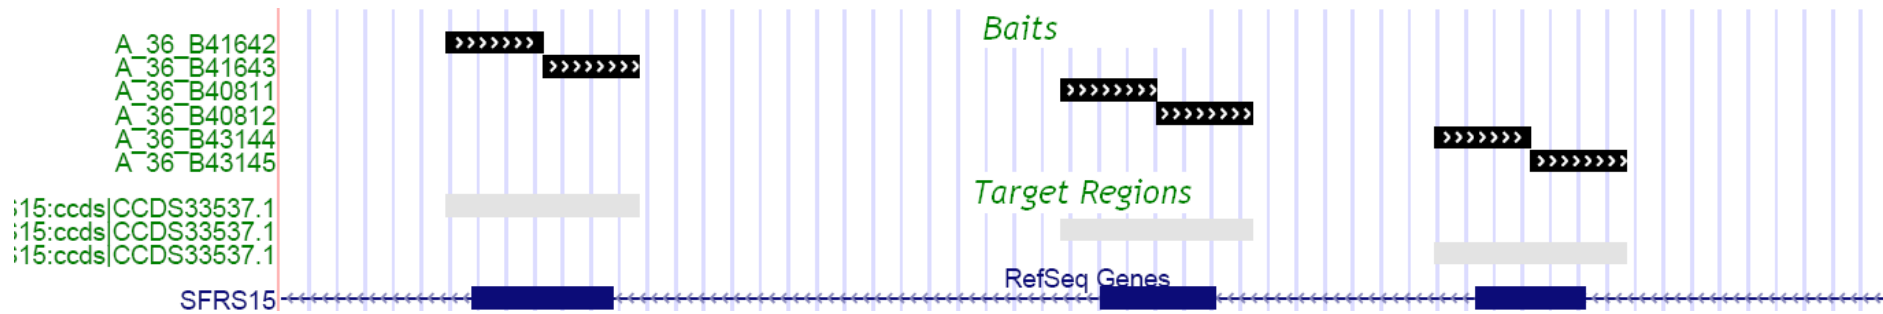 Baits
A_36_B41642
A_36_B41643
A_36_B40811
A_36_B40812
A_36_B43144
A_36_B43145
Target Regions
15:ccds|CCDS33537.1
15:ccds|CCDS33537.1
15:ccds|CCDS33537.1
RefSeq Genes
SFRS15